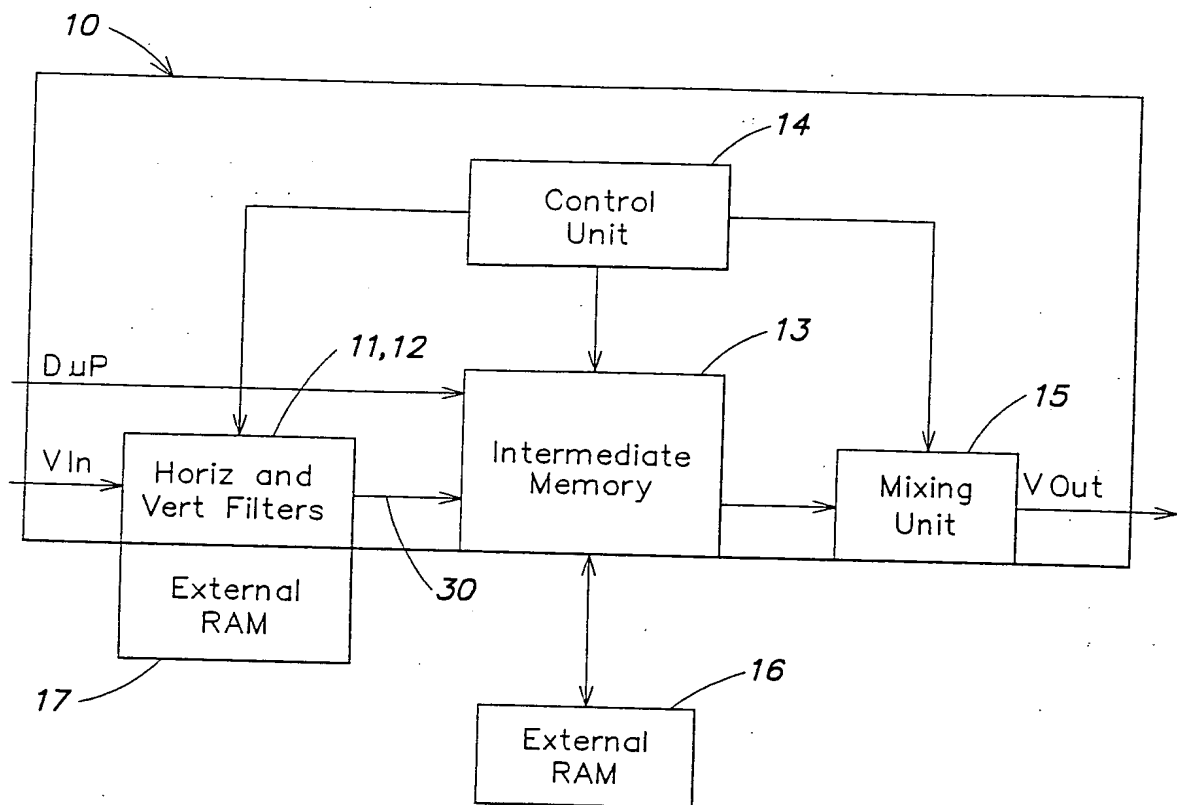 10
14
Control
Unit
11,12
13
DμP
15
V In
Horiz and
Vert Filters
Intermediate
Memory
Mixing
Unit
V Out
30
External
RAM
17
16
External
RAM